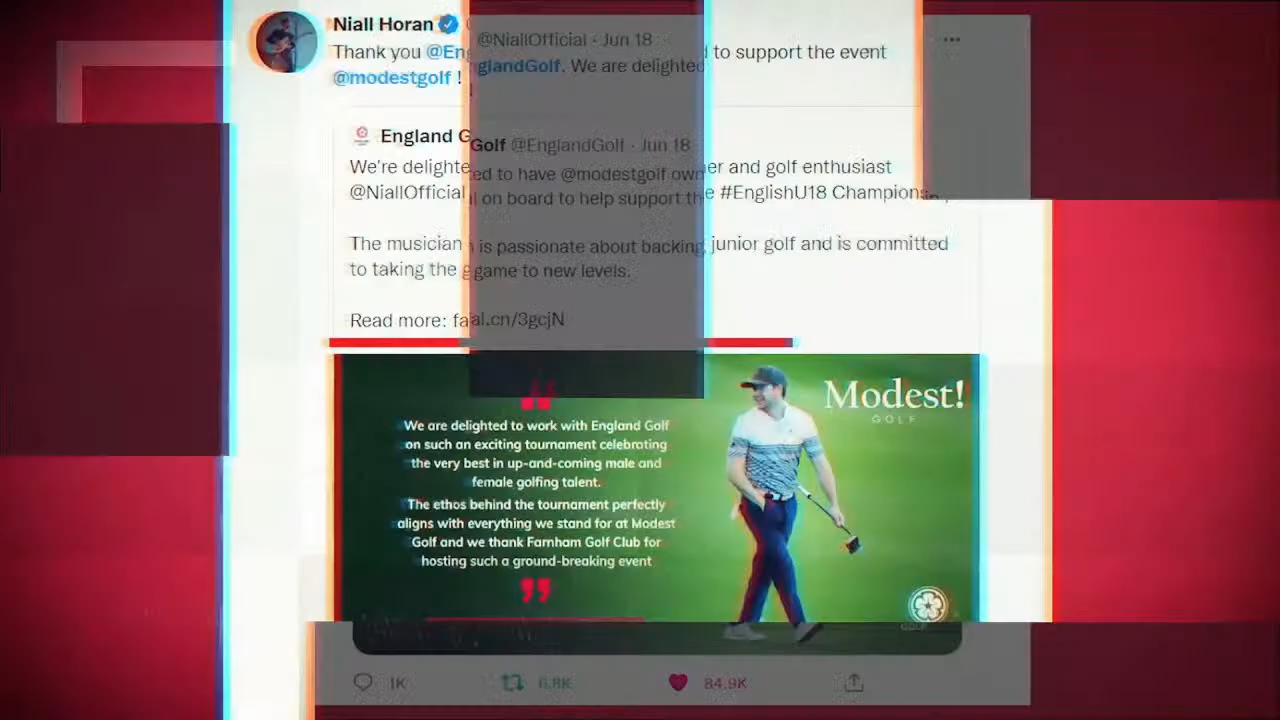 Niall Horan @NiallOfficial · Jun 18
Thank you @EnglandGolf. We are delighted to support the event
@modestgolf !
England Golf @EnglandGolf · Jun 18
We're delighted to have @modestgolf owner and golf enthusiast
@NiallOfficial on board to help support the #EnglishU18 Champions
The musician is passionate about backing junior golf and is committed
to taking the game to new levels.
Read more: fal.cn/3gcjN
Modest!
GOLF
“
We are delighted to work with England Golf
on such an exciting tournament celebrating
the very best in up-and-coming male and
female golfing talent.
The ethos behind the tournament perfectly
aligns with everything we stand for at Modest
Golf and we thank Farnham Golf Club for
hosting such a ground-breaking event
”
1K 6.8K 84.9K